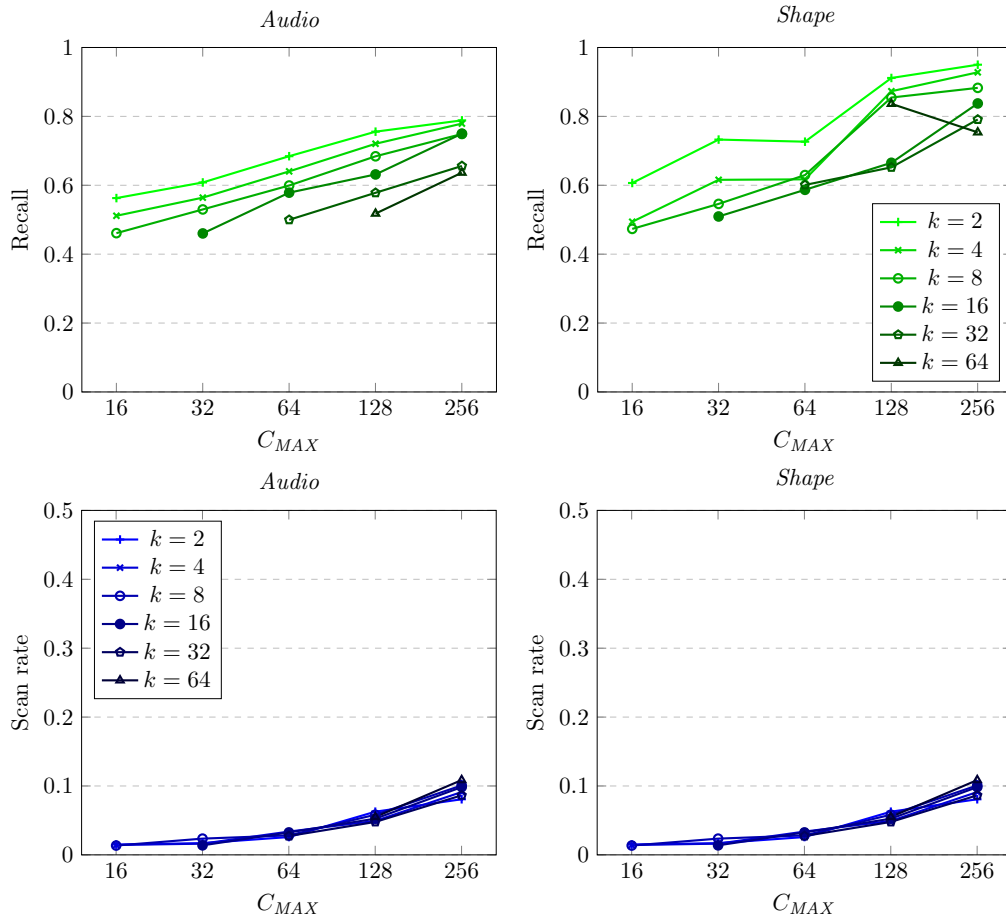 Audio
Recall
1
0.8
0.6
0.4
0.2
0
16 32 64 128 256
C_MAX
Shape
Recall
1
0.8
0.6
0.4
0.2
0
k = 2
k = 4
k = 8
k = 16
k = 32
k = 64
16 32 64 128 256
C_MAX
Audio
Scan rate
0.5
0.4
0.3
0.2
0.1
0
k = 2
k = 4
k = 8
k = 16
k = 32
k = 64
16 32 64 128 256
C_MAX
Shape
Scan rate
0.5
0.4
0.3
0.2
0.1
0
16 32 64 128 256
C_MAX